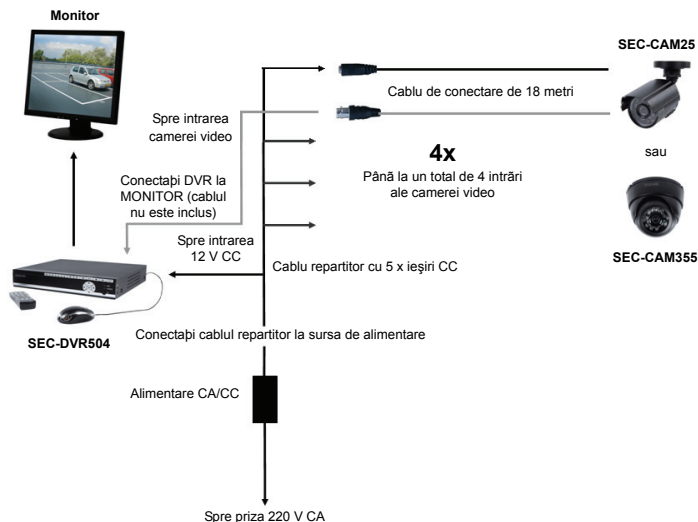 Monitor
SEC-CAM25
Cablu de conectare de 18 metri
Spre intrarea
camerei video
4x
Până la un total de 4 intrări
ale camerei video
sau
Conectaþi DVR la
MONITOR (cablul
nu este inclus)
Spre intrarea
12 V CC
Cablu repartitor cu 5 x ieşiri CC
SEC-CAM355
SEC-DVR504
Conectaþi cablul repartitor la sursa de alimentare
Alimentare CA/CC
Spre priza 220 V CA